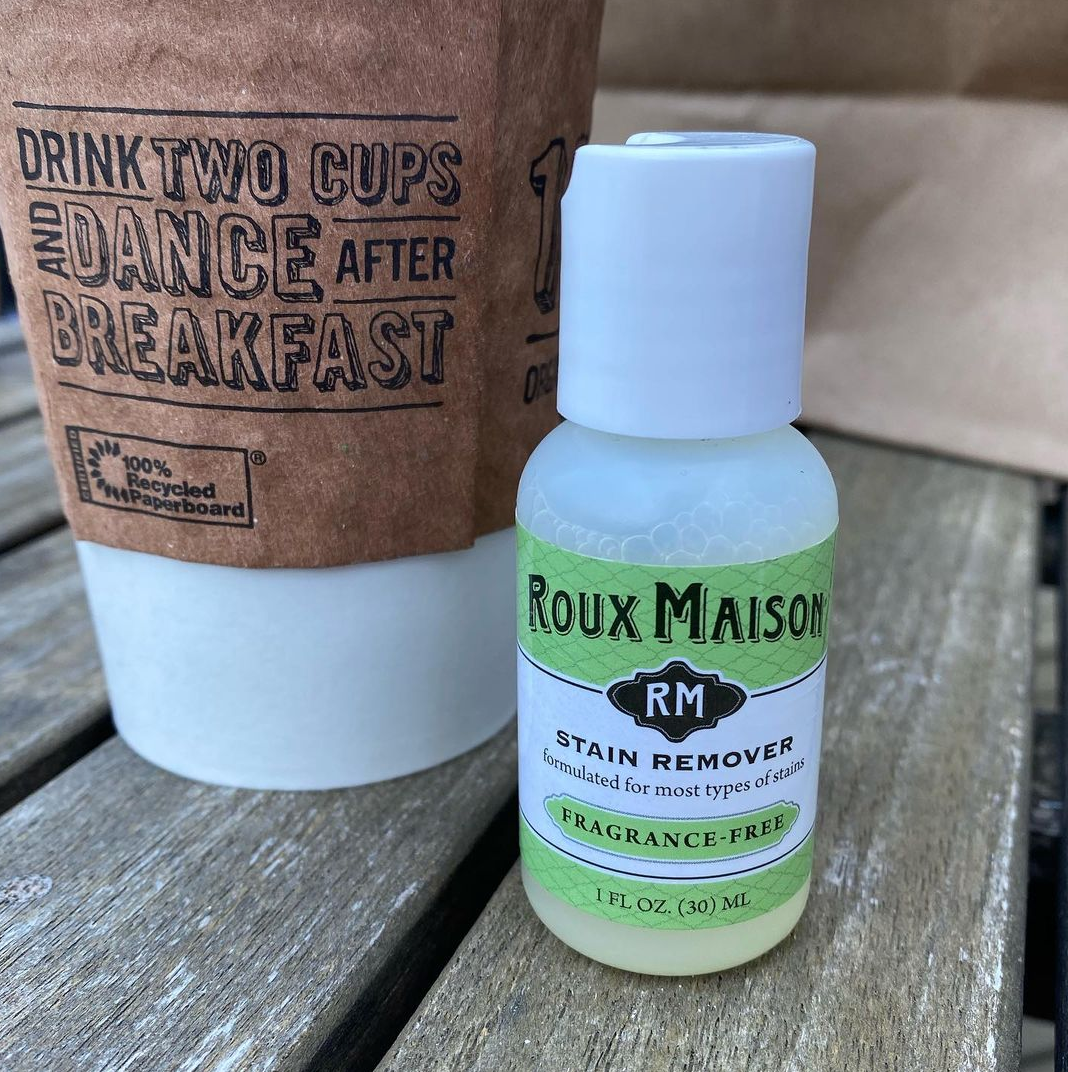 DRINK TWO CUPS
AND DANCE AFTER
BREAKFAST
CERTIFIED
100%
Recycled
Paperboard
®
ROUX MAISON
RM
STAIN REMOVER
formulated for most types of stains
FRAGRANCE-FREE
1 FL OZ. (30) ML